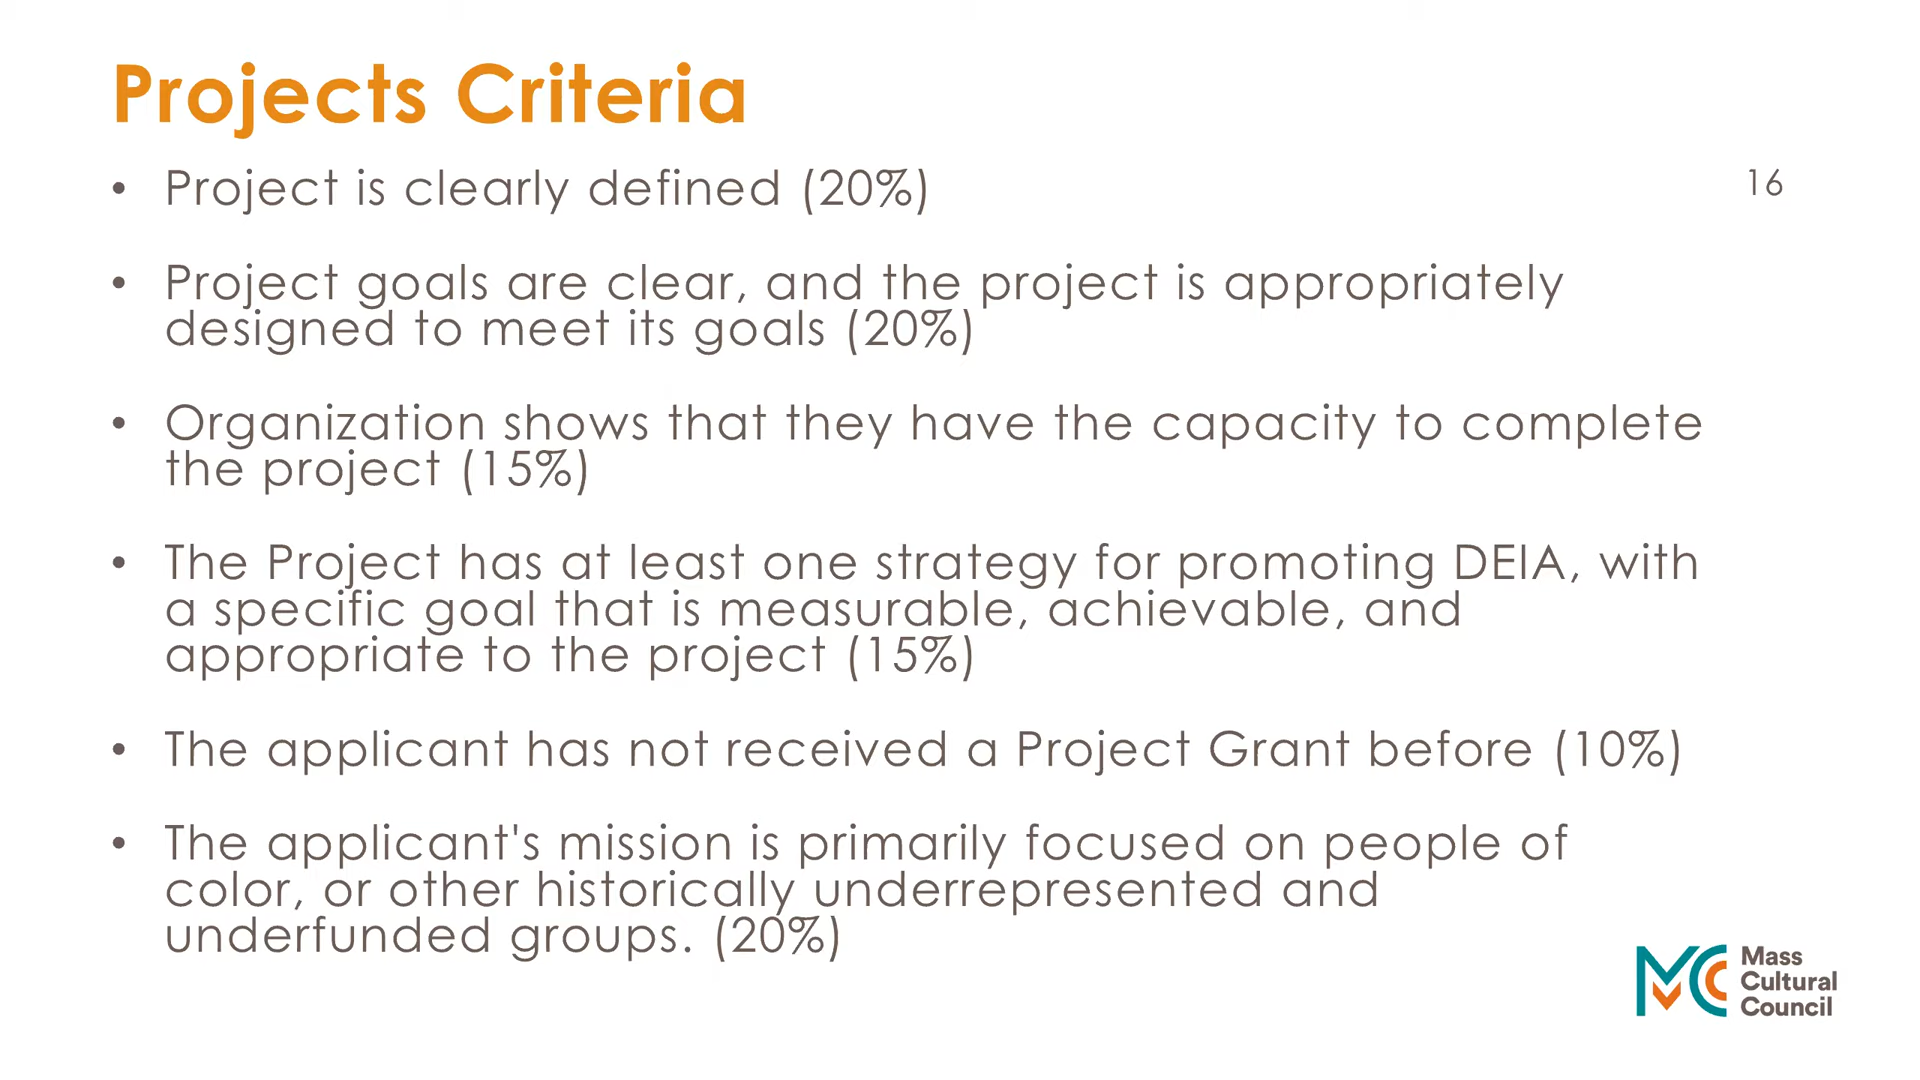 Projects Criteria
• Project is clearly defined (20%)
16
• Project goals are clear, and the project is appropriately
designed to meet its goals (20%)
• Organization shows that they have the capacity to complete
the project (15%)
• The Project has at least one strategy for promoting DEIA, with
a specific goal that is measurable, achievable, and
appropriate to the project (15%)
• The applicant has not received a Project Grant before (10%)
• The applicant's mission is primarily focused on people of
color, or other historically underrepresented and
underfunded groups. (20%)
MCC
Mass
Cultural
Council